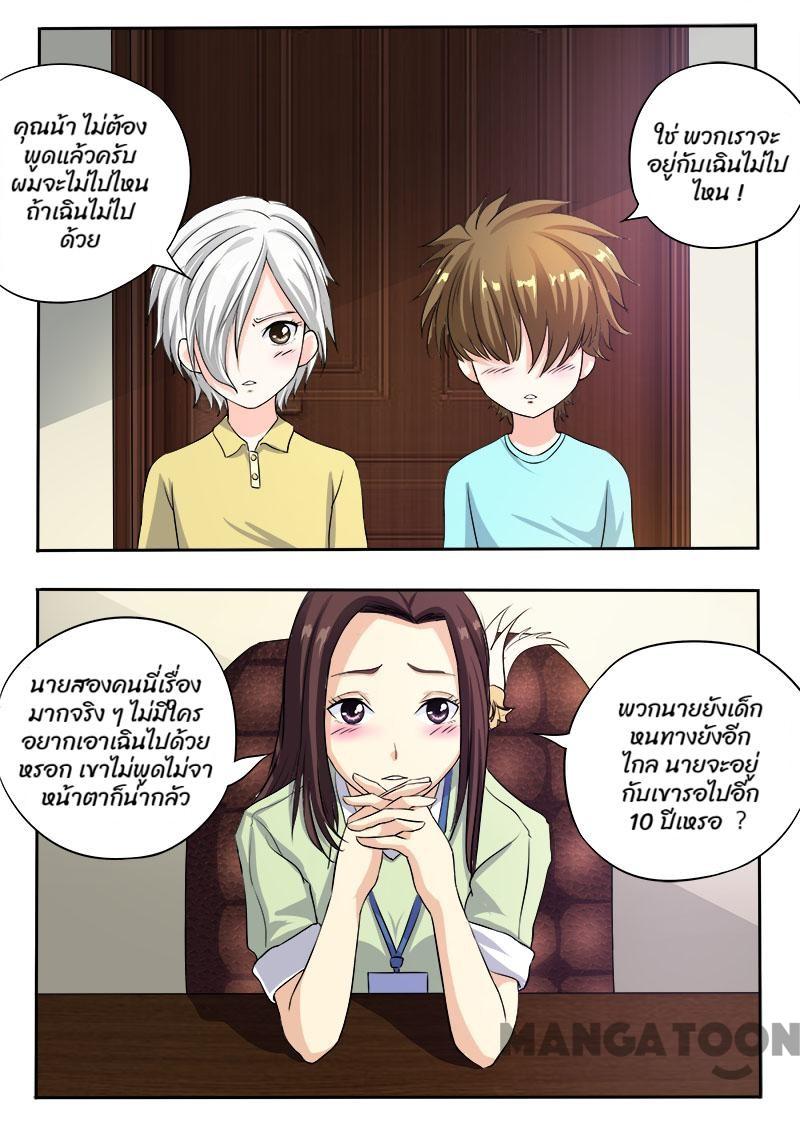 คุณน้า ไม่ต้อง
พูดแล้วครับ
ผมจะไม่ไปไหน
ถ้าเฉินไม่ไป
ด้วย
ใช่ พวกเราจะ
อยู่กับเฉินไม่ไป
ไหน !
นายสองคนนี่เรื่อง
มากจริง ๆ ไม่มีใคร
อยากเอาเฉินไปด้วย
หรอก เขาไม่พูดไม่จา
หน้าตาก็น่ากลัว
พวกนายยังเด็ก
หนทางยังอีก
ไกล นายจะอยู่
กับเขารอไปอีก
10 ปีเหรอ ?
MANGATOON